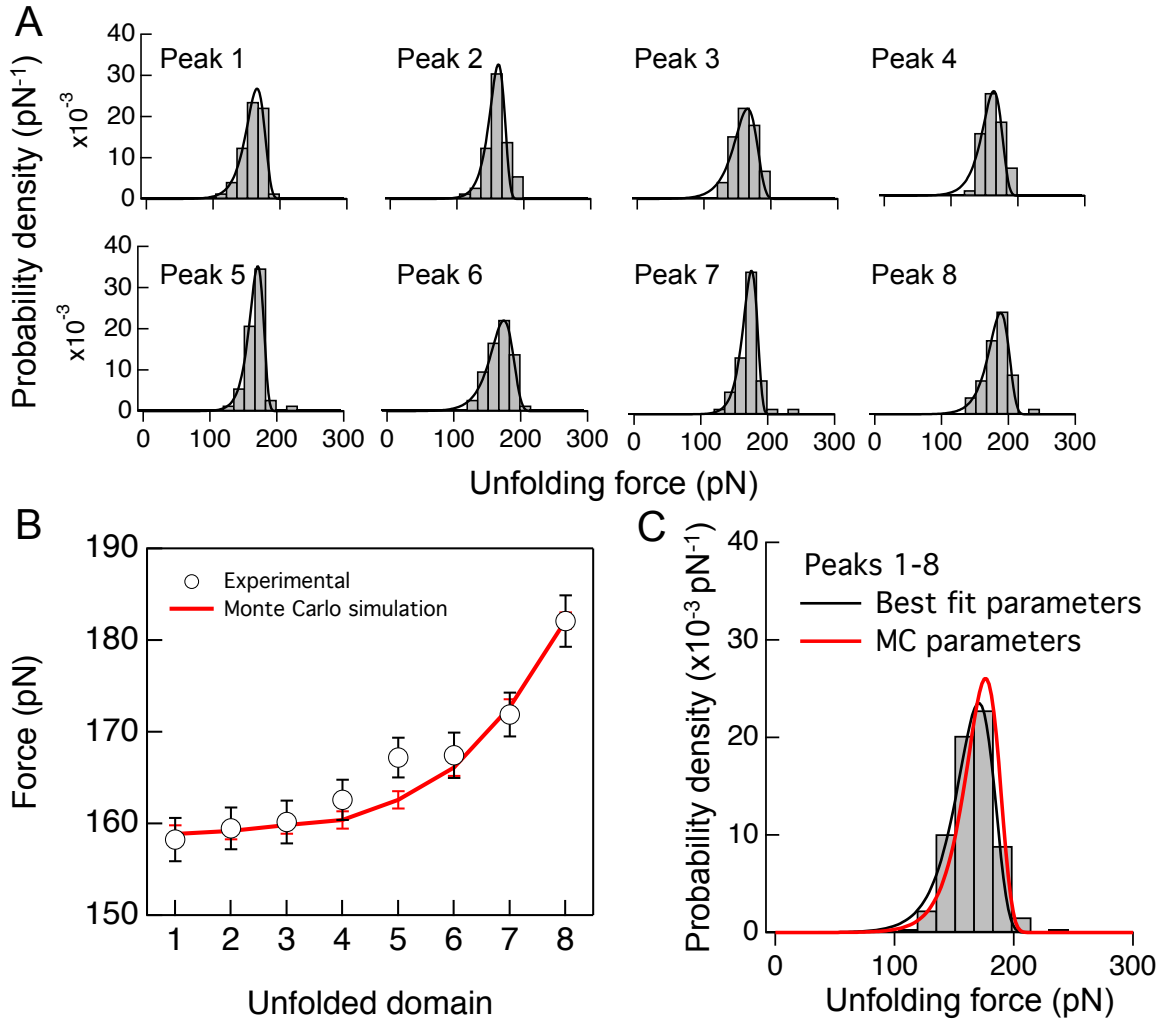 A
Probability density (pN⁻¹)
x10⁻³
x10⁻³
Peak 1
Peak 2
Peak 3
Peak 4
40
30
20
10
0
Peak 5
Peak 6
Peak 7
Peak 8
40
30
20
10
0
0 100 200 300
0 100 200 300
0 100 200 300
0 100 200 300
Unfolding force (pN)
B
Force (pN)
190
180
170
160
150
Experimental
Monte Carlo simulation
1 2 3 4 5 6 7 8
Unfolded domain
C
Probability density (x10⁻³ pN⁻¹)
40
30
20
10
0
Peaks 1-8
Best fit parameters
MC parameters
0 100 200 300
Unfolding force (pN)